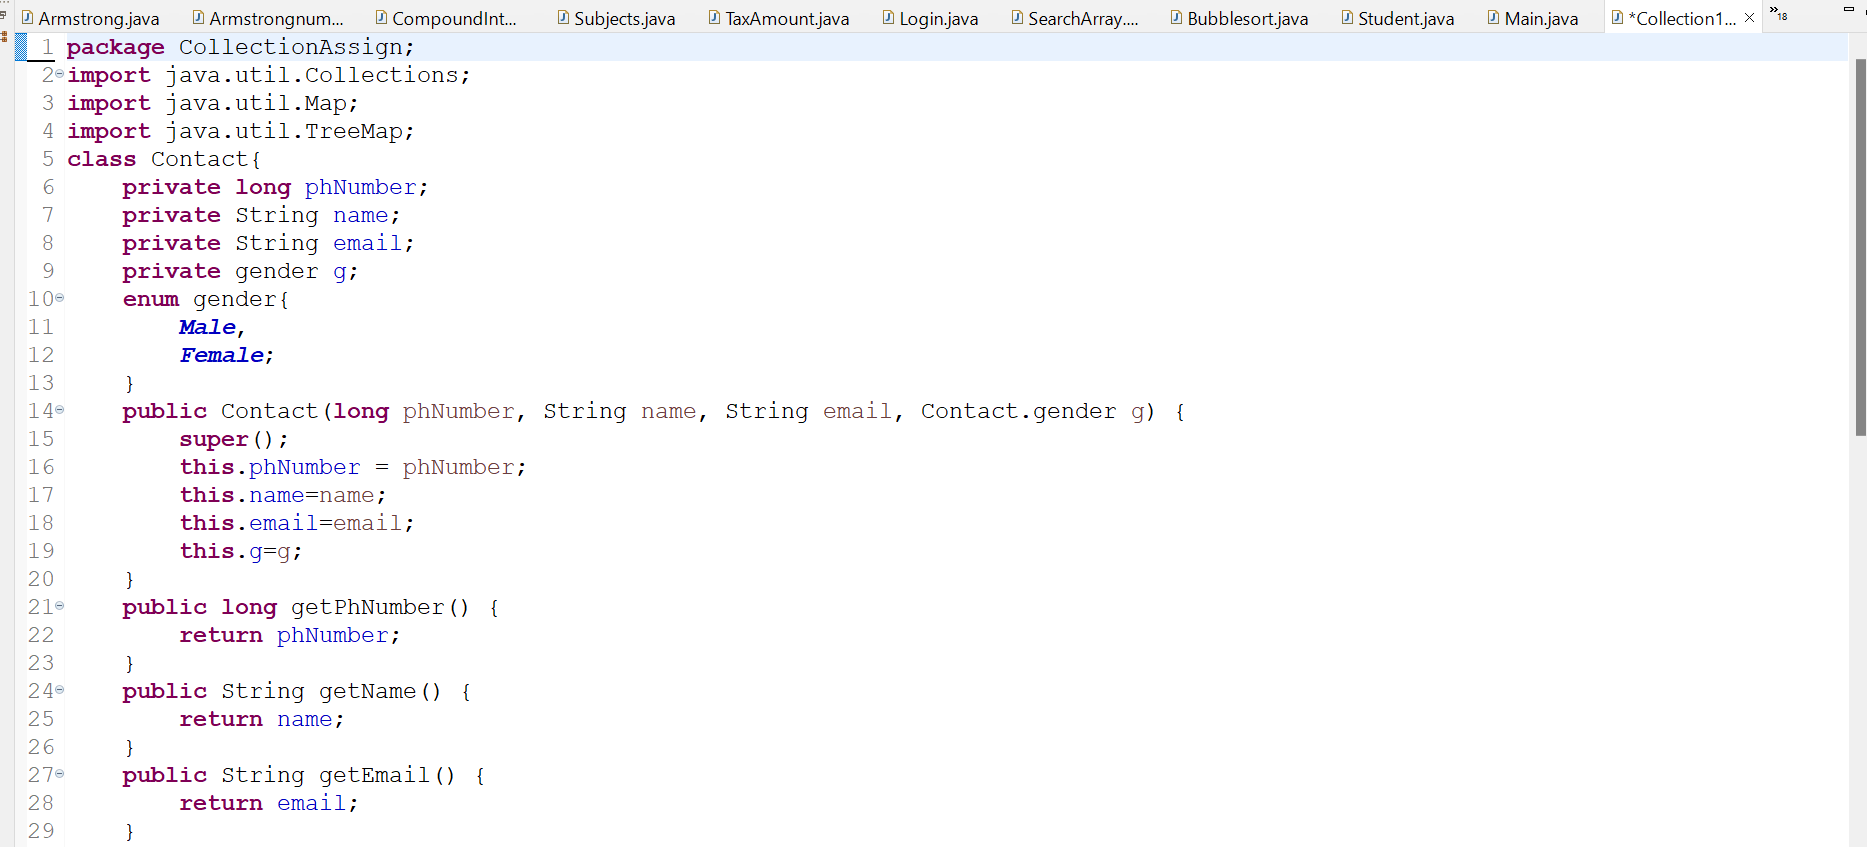 Armstrong.java Armstrongnum... CompoundInt... Subjects.java TaxAmount.java Login.java SearchArray.... Bubblesort.java Student.java Main.java *Collection1... »18
1 package CollectionAssign;
2 import java.util.Collections;
3 import java.util.Map;
4 import java.util.TreeMap;
5 class Contact{
6 private long phNumber;
7 private String name;
8 private String email;
9 private gender g;
10 enum gender{
11 Male,
12 Female;
13 }
14 public Contact(long phNumber, String name, String email, Contact.gender g) {
15 super();
16 this.phNumber = phNumber;
17 this.name=name;
18 this.email=email;
19 this.g=g;
20 }
21 public long getPhNumber() {
22 return phNumber;
23 }
24 public String getName() {
25 return name;
26 }
27 public String getEmail() {
28 return email;
29 }